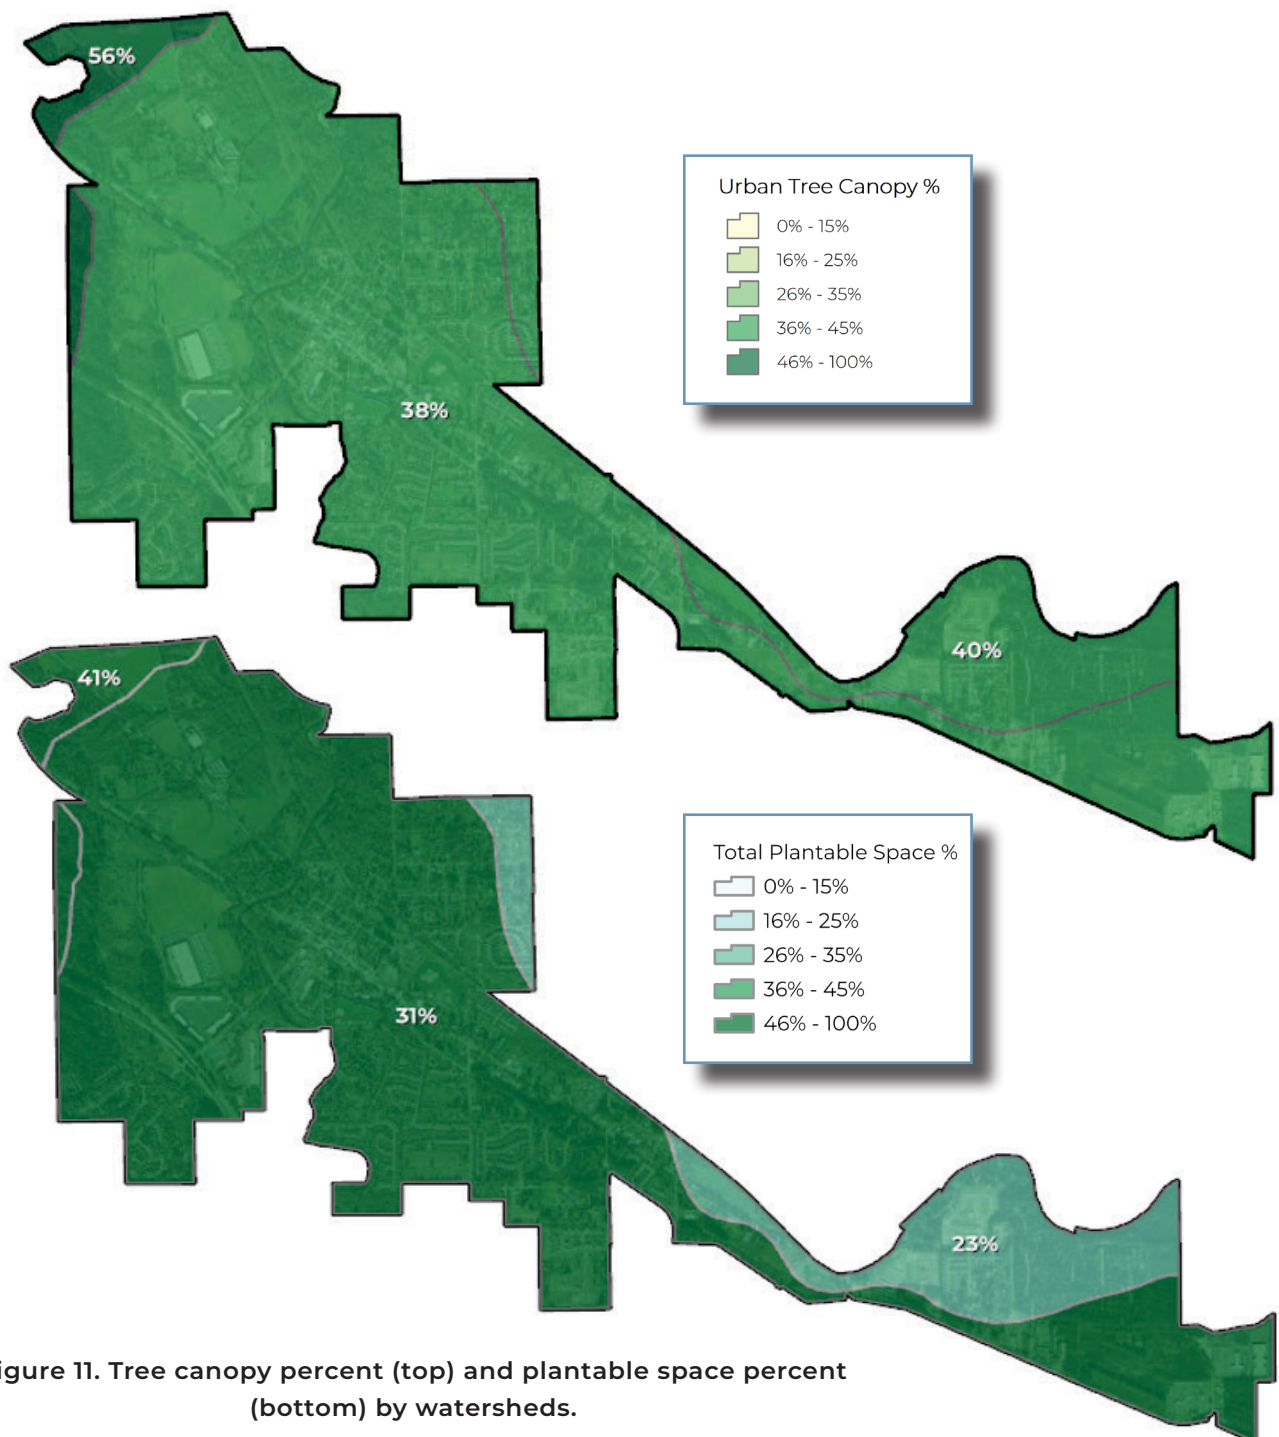 56%
Urban Tree Canopy %
0% - 15%
16% - 25%
26% - 35%
36% - 45%
46% - 100%
38%
40%
41%
Total Plantable Space %
0% - 15%
16% - 25%
26% - 35%
36% - 45%
46% - 100%
31%
23%
igure 11. Tree canopy percent (top) and plantable space percent
(bottom) by watersheds.